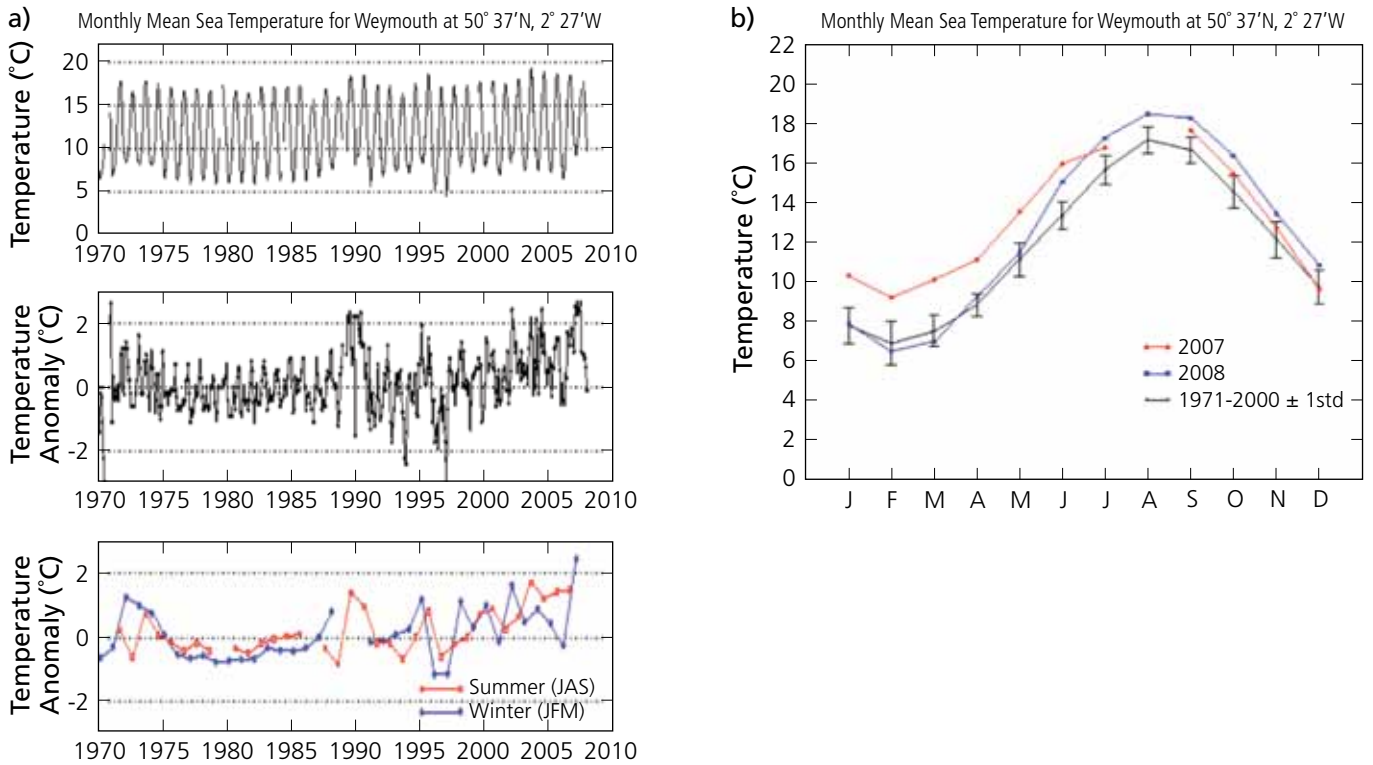 a)
Monthly Mean Sea Temperature for Weymouth at 50˚ 37’N, 2˚ 27’W
Temperature (˚C)
20
15
10
5
0
1970 1975 1980 1985 1990 1995 2000 2005 2010
Temperature
Anomaly (˚C)
2
0
-2
1970 1975 1980 1985 1990 1995 2000 2005 2010
Temperature
Anomaly (˚C)
2
0
-2
Summer (JAS)
Winter (JFM)
1970 1975 1980 1985 1990 1995 2000 2005 2010
b)
Monthly Mean Sea Temperature for Weymouth at 50˚ 37’N, 2˚ 27’W
Temperature (˚C)
22
20
18
16
14
12
10
8
6
4
2
0
2007
2008
1971-2000 ± 1std
J F M A M J J A S O N D